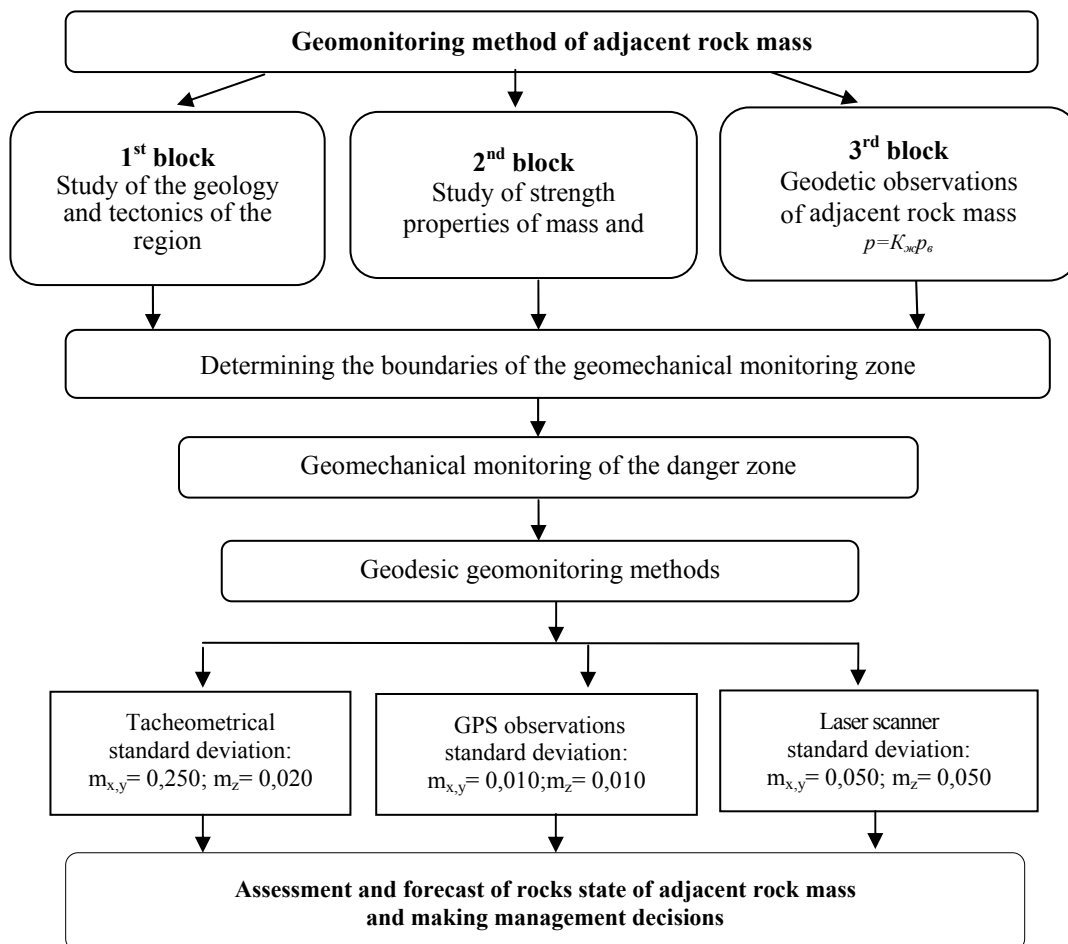 Geomonitoring method of adjacent rock mass
1st block
Study of the geology
and tectonics of the
region
2nd block
Study of strength
properties of mass and
3rd block
Geodetic observations
of adjacent rock mass
p=Kжpв
Determining the boundaries of the geomechanical monitoring zone
Geomechanical monitoring of the danger zone
Geodesic geomonitoring methods
Tacheometrical
standard deviation:
mx,y= 0,250; mz= 0,020
GPS observations
standard deviation:
mx,y= 0,010;mz= 0,010
Laser scanner
standard deviation:
mx,y= 0,050; mz= 0,050
Assessment and forecast of rocks state of adjacent rock mass
and making management decisions